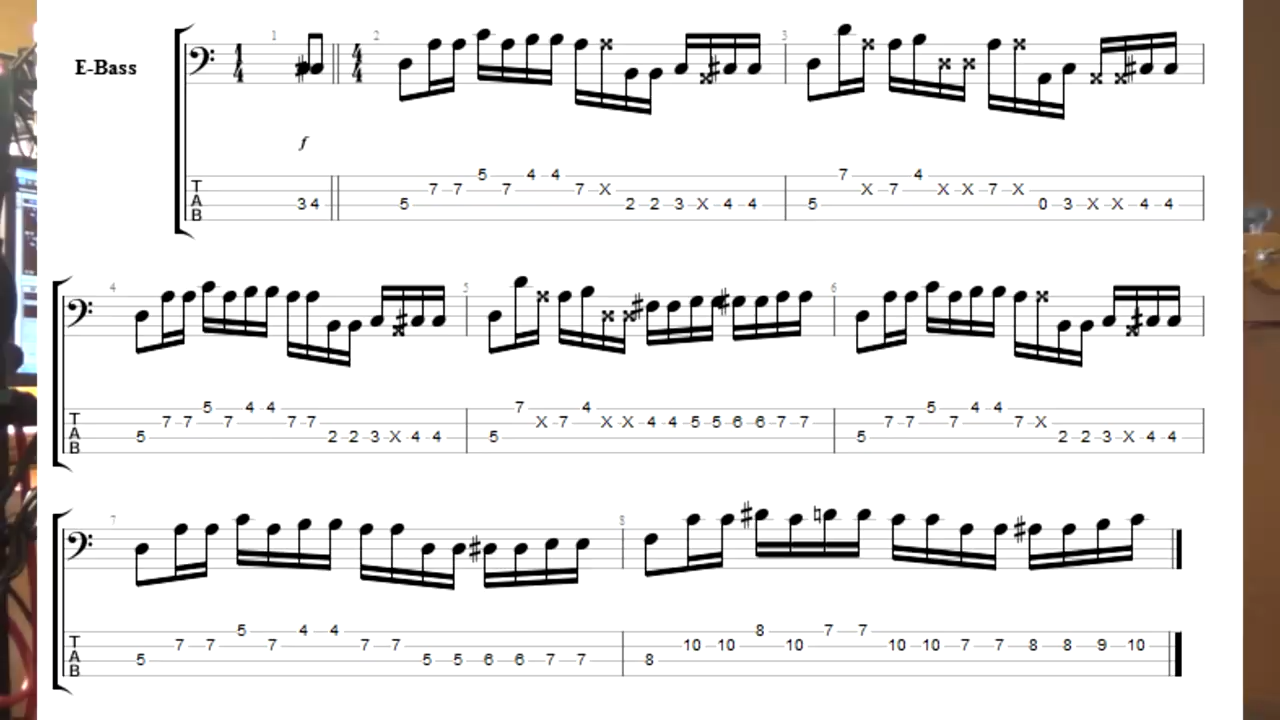 1 2 3
E-Bass 1 4 4 4
f
5 4 4 7 4
T 7 7 7 7 X X 7 X X 7 X
A 3 4 5 2 2 3 X 4 4 5 0 3 X X 4 4
B
4 5 6
5 4 4 7 4 5 4 4
T 7 7 7 7 7 X 7 X X 4 4 5 5 6 6 7 7 7 7 7 7 X
A 5 2 2 3 X 4 4 5 5 2 2 3 X 4 4
B
7 8
5 4 4 8 7 7
T 7 7 7 7 7 10 10 10 10 10 7 7 8 8 9 10
A 5 5 5 6 6 7 7 8
B